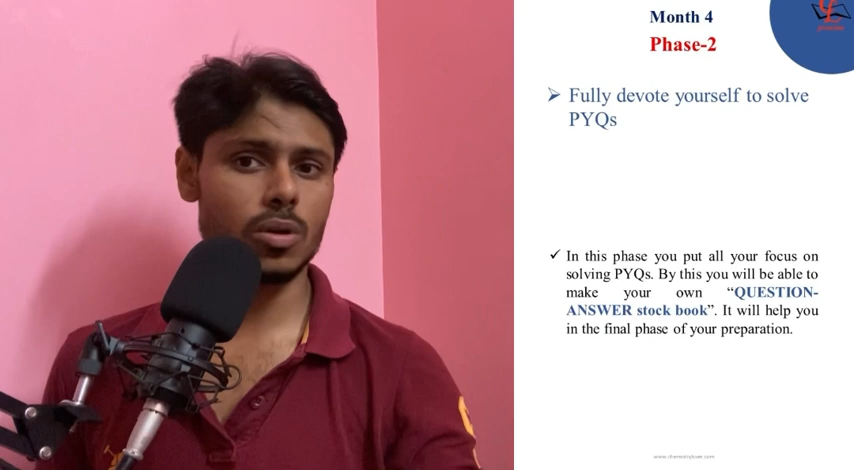 Month 4
Phase-2
➢ Fully devote yourself to solve
PYQs
✓ In this phase you put all your focus on
solving PYQs. By this you will be able to
make your own “QUESTION-
ANSWER stock book”. It will help you
in the final phase of your preparation.